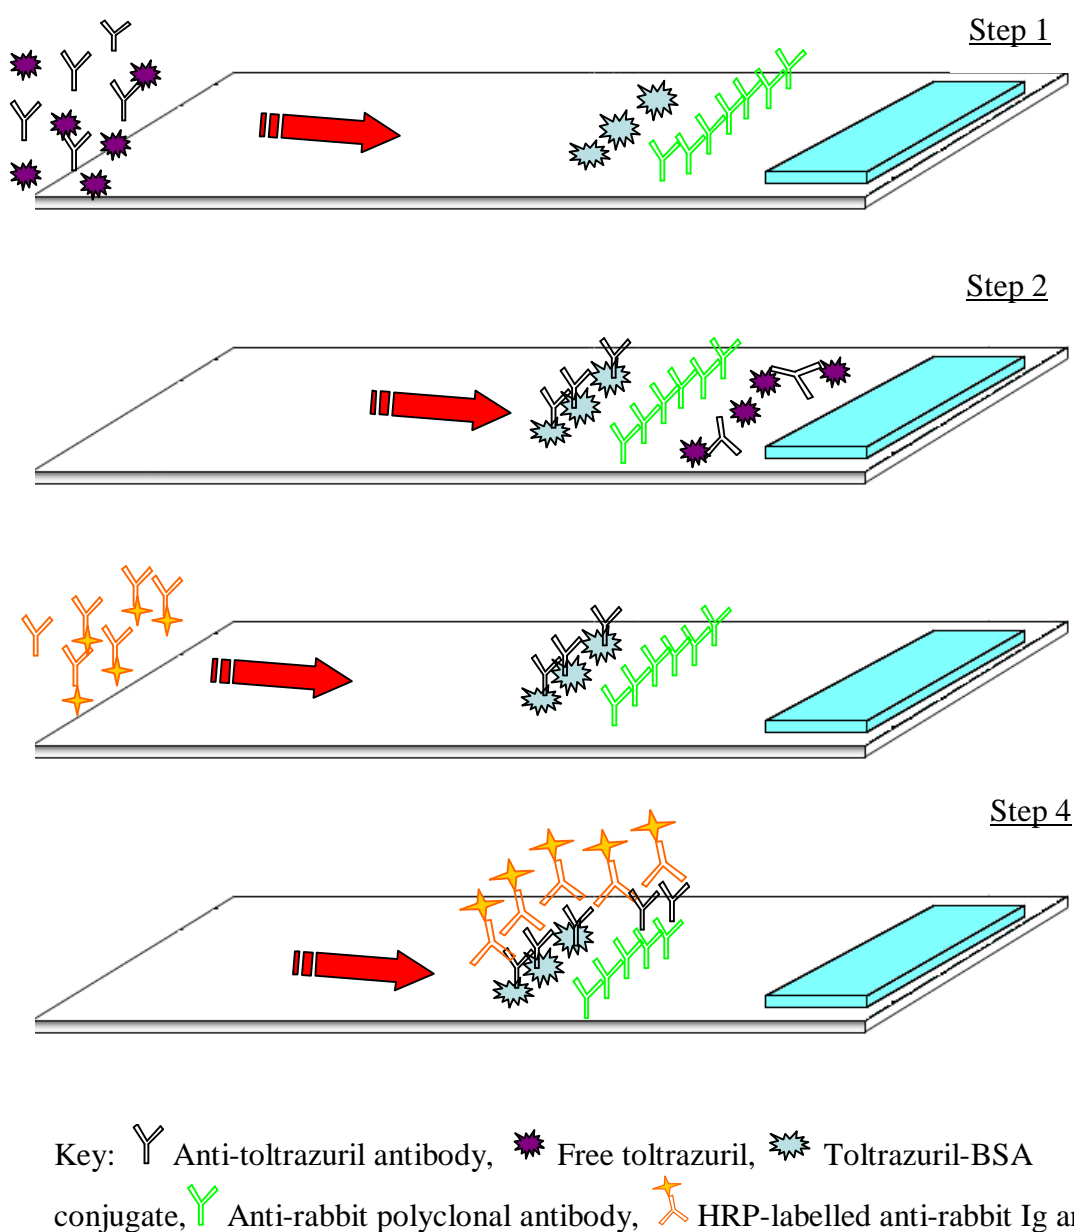 Step 1
Step 2
Step 4
Key: Anti-toltrazuril antibody, Free toltrazuril, Toltrazuril-BSA
conjugate, Anti-rabbit polyclonal antibody, HRP-labelled anti-rabbit Ig